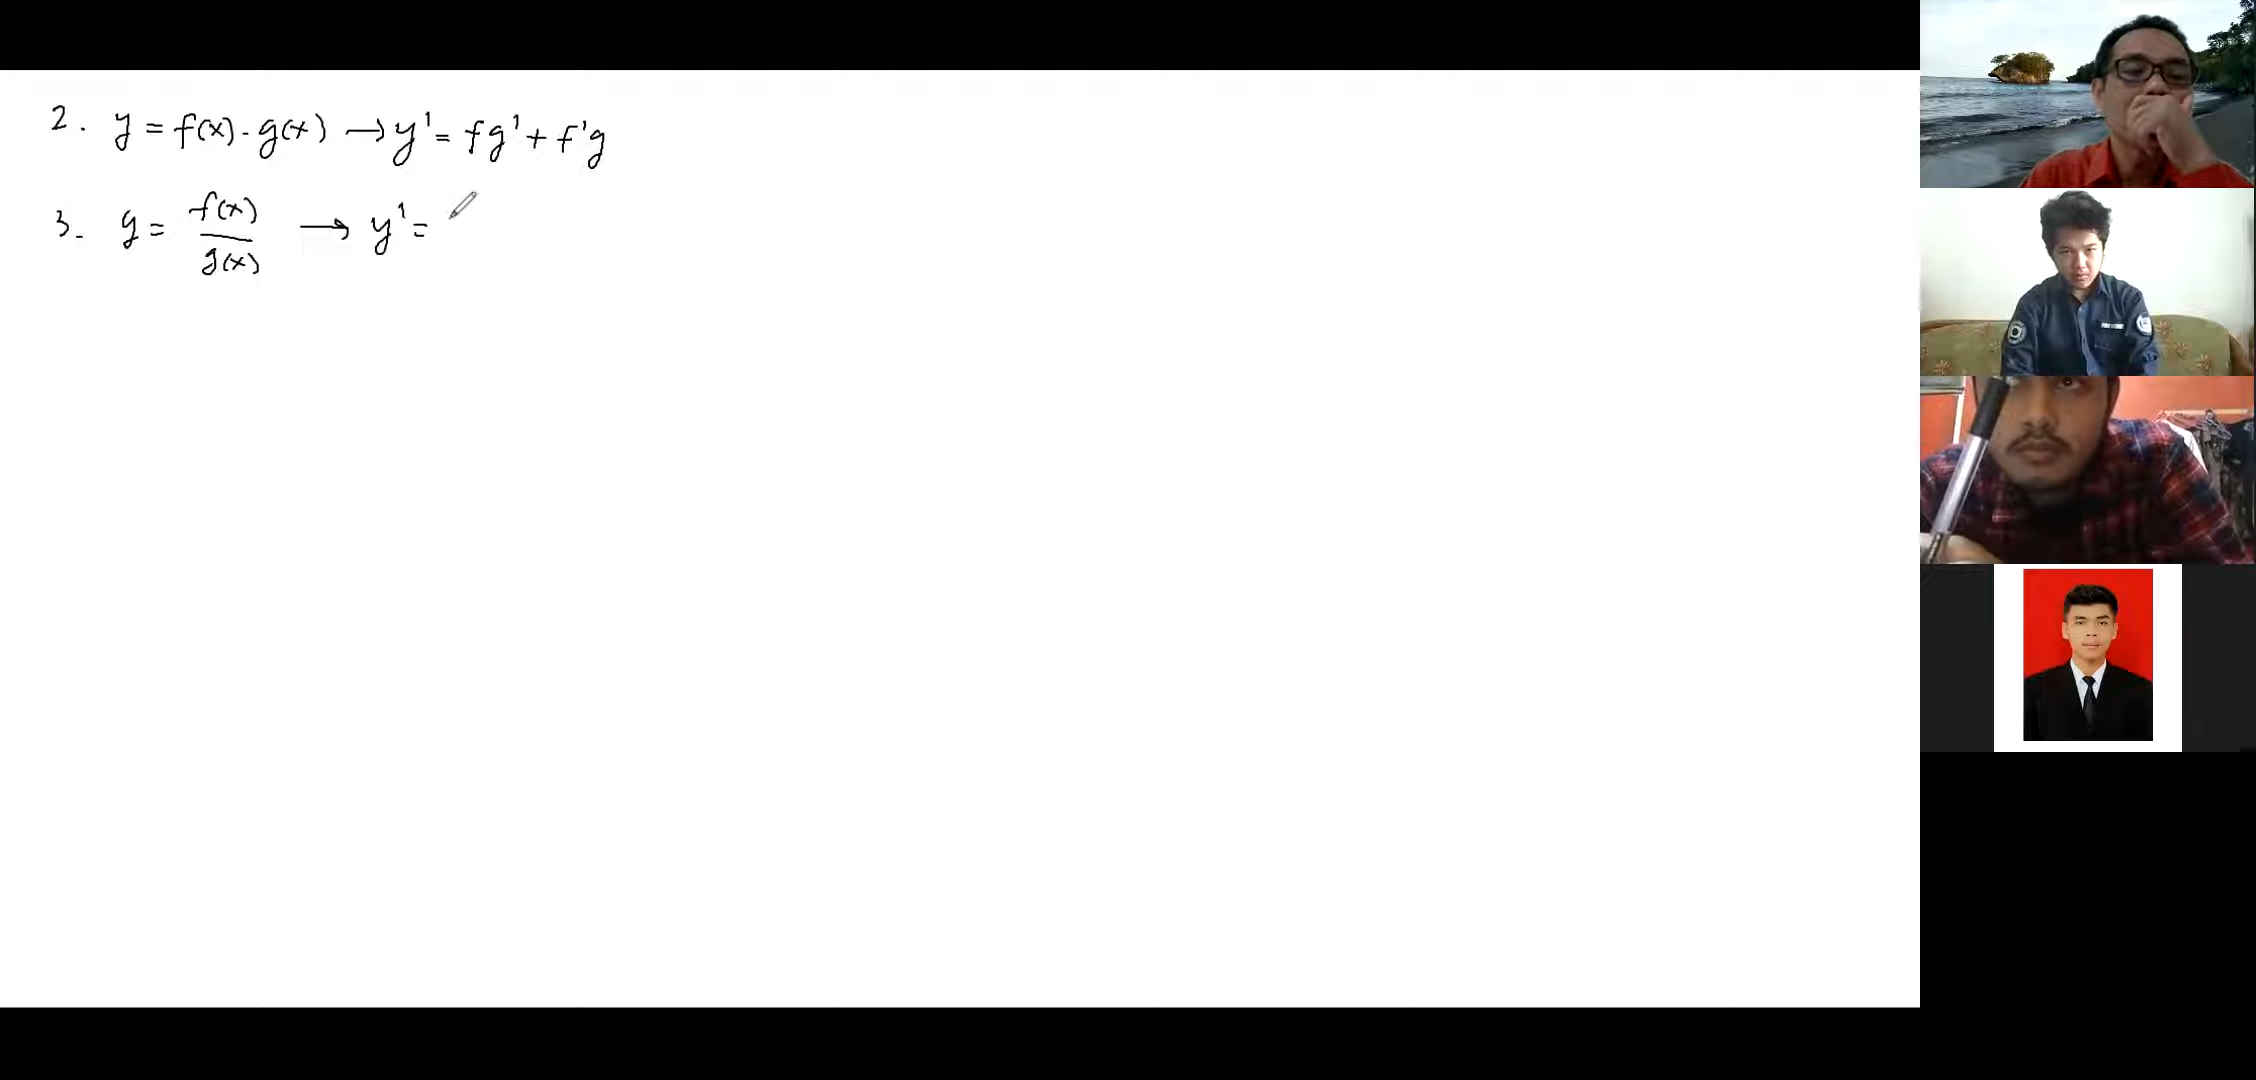 2. y = f(x) · g(x) → y' = fg' + f'g
3. y = f(x)/g(x) → y' =